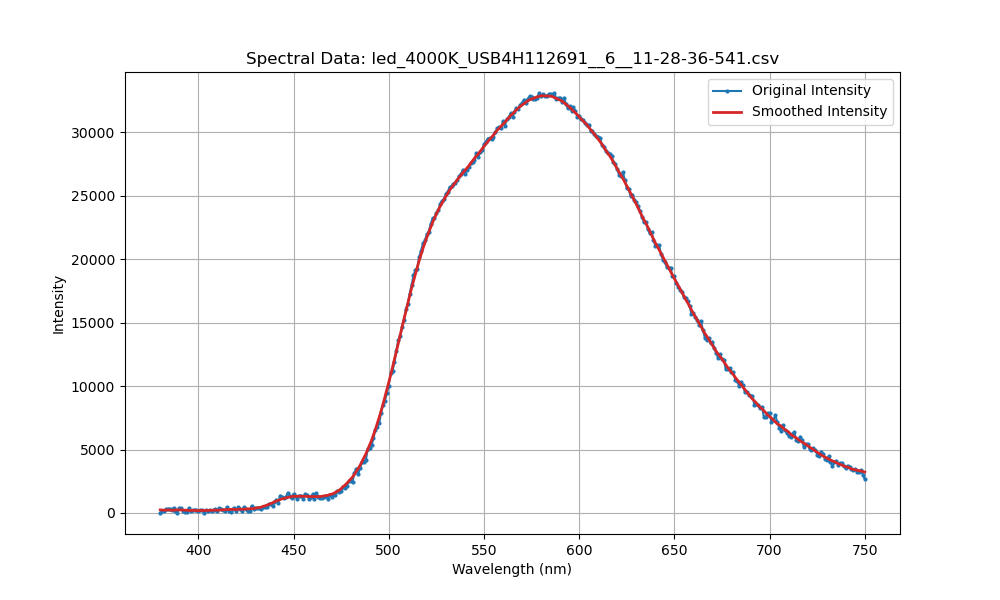 Spectral Data: led_4000K_USB4H112691__6__11-28-36-541.csv
Original Intensity
Smoothed Intensity
30000
25000
20000
15000
10000
5000
0
Intensity
400 450 500 550 600 650 700 750
Wavelength (nm)